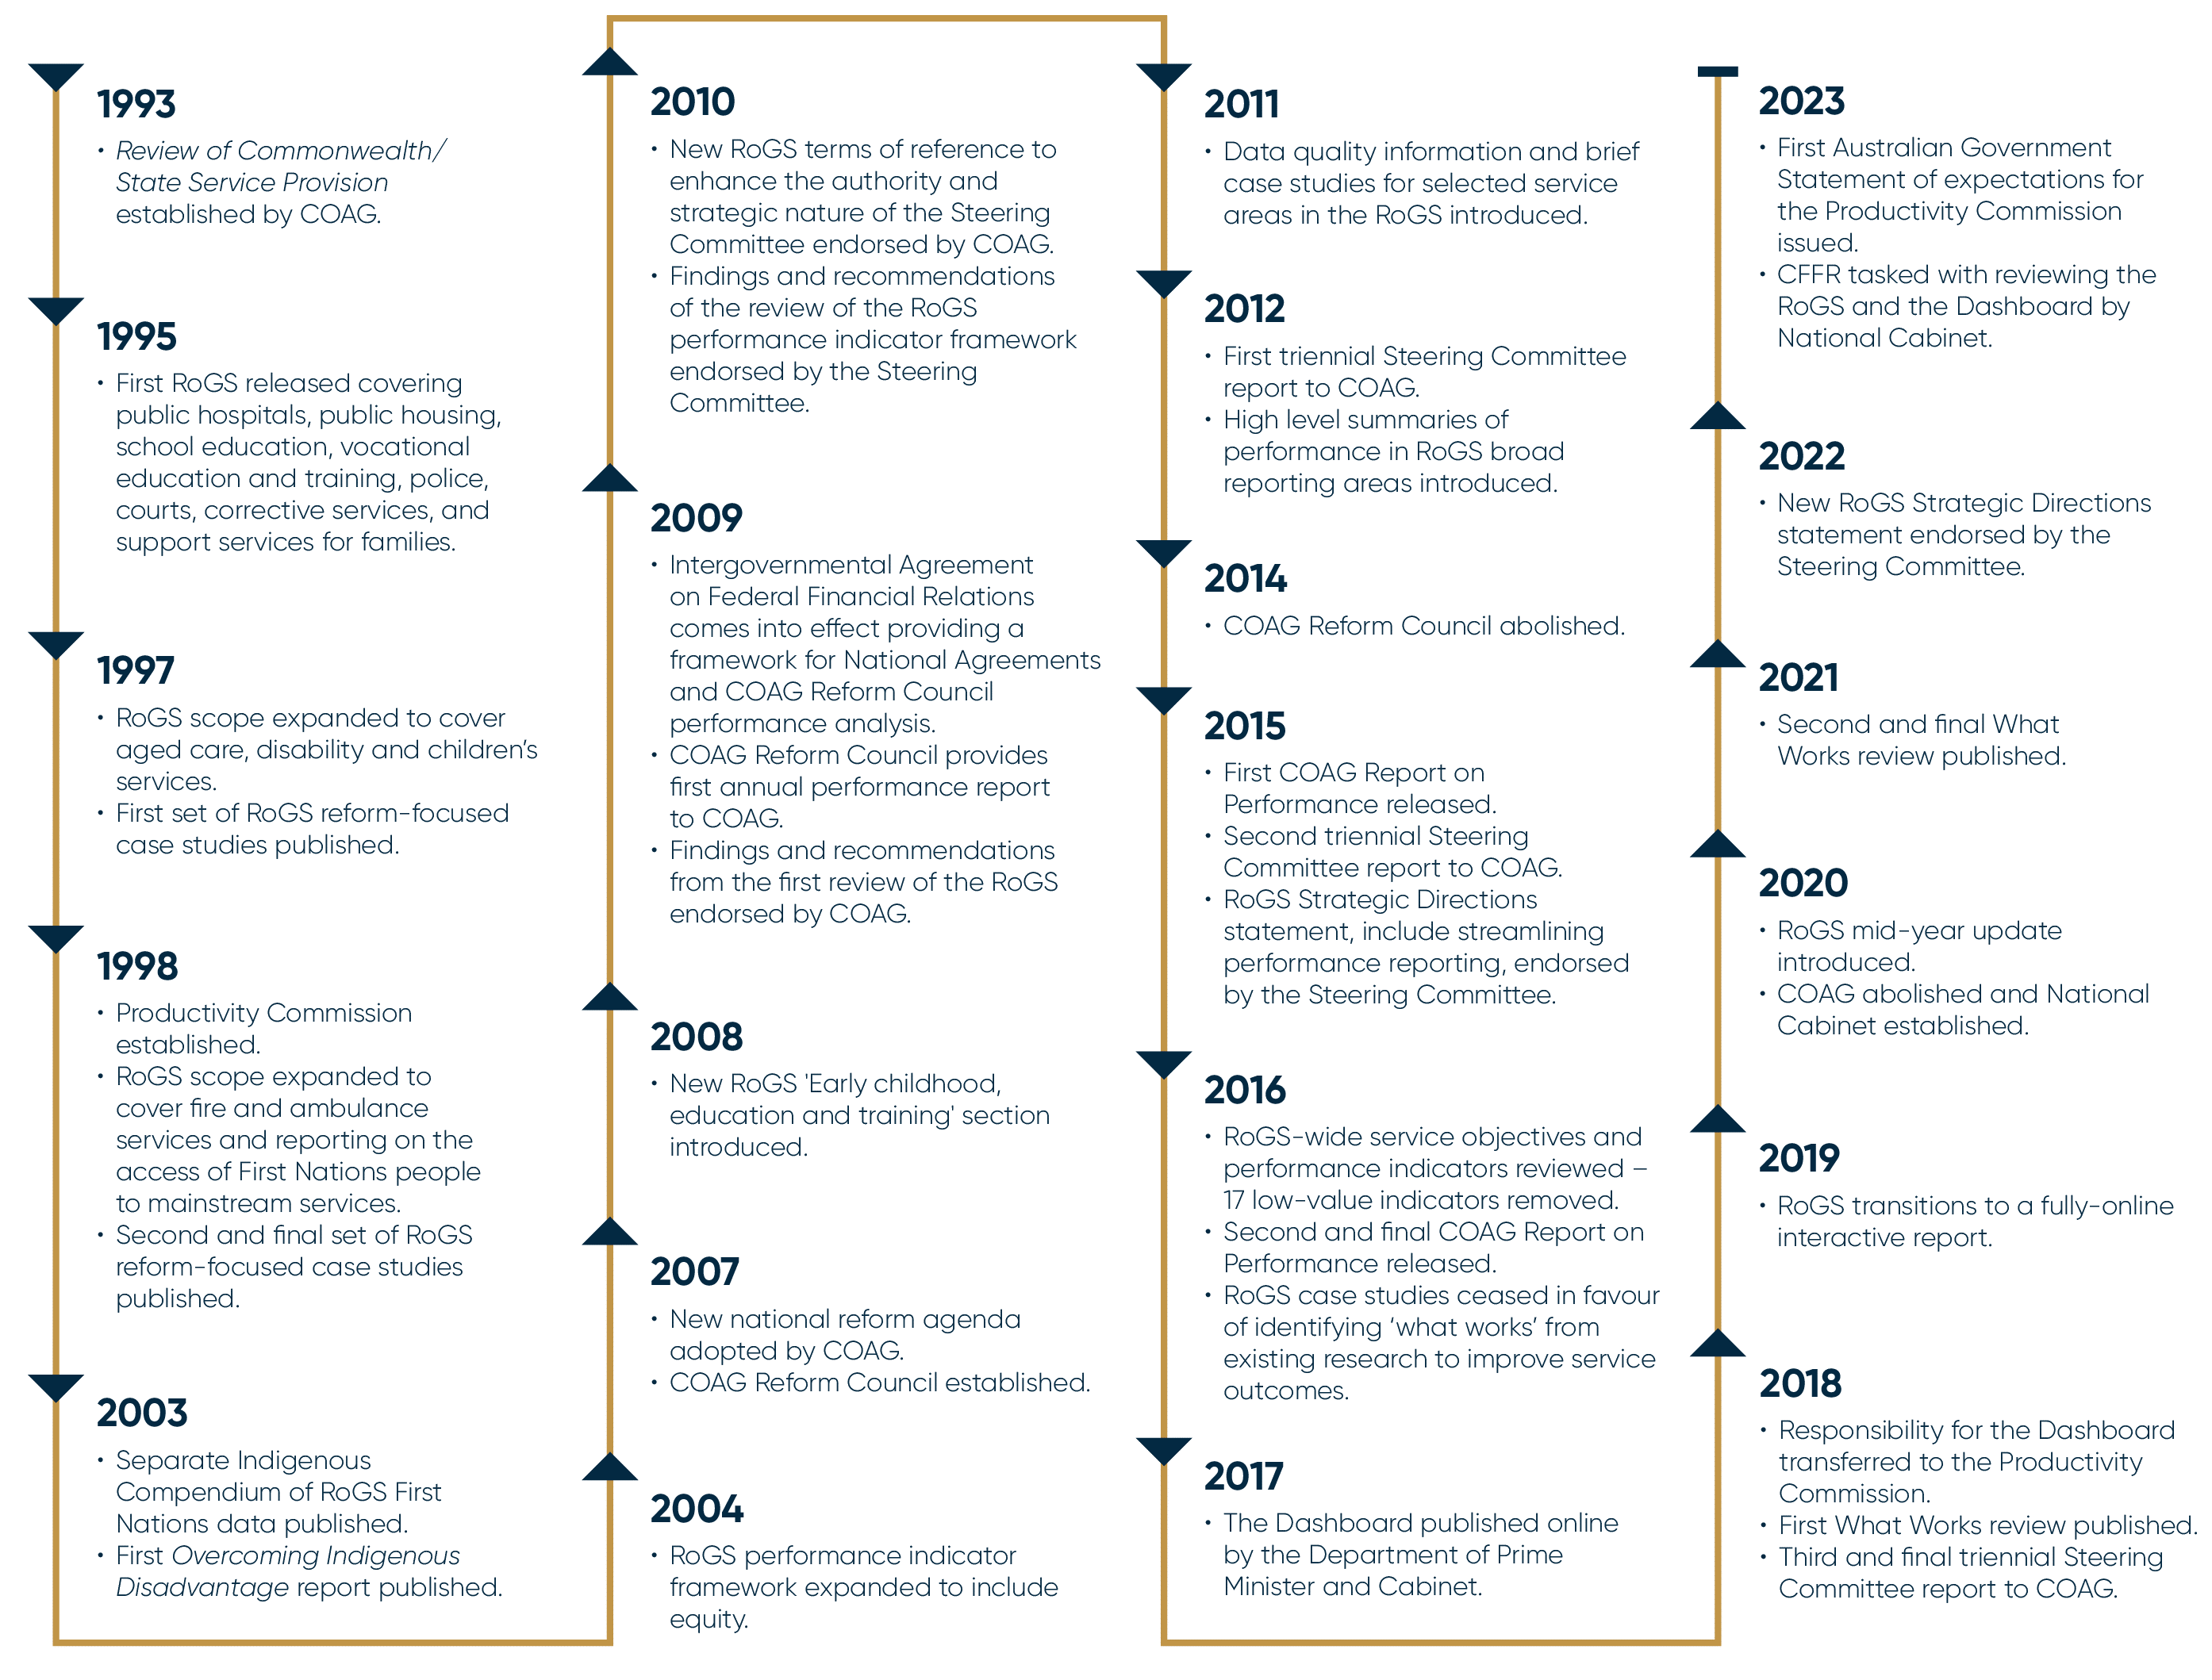 1993
• Review of Commonwealth/
State Service Provision
established by COAG.
1995
• First RoGS released covering
public hospitals, public housing,
school education, vocational
education and training, police,
courts, corrective services, and
support services for families.
1997
• RoGS scope expanded to cover
aged care, disability and children’s
services.
• First set of RoGS reform-focused
case studies published.
1998
• Productivity Commission
established.
• RoGS scope expanded to
cover fire and ambulance
services and reporting on the
access of First Nations people
to mainstream services.
• Second and final set of RoGS
reform-focused case studies
published.
2003
• Separate Indigenous
Compendium of RoGS First
Nations data published.
• First Overcoming Indigenous
Disadvantage report published.
2004
• RoGS performance indicator
framework expanded to include
equity.
2007
• New national reform agenda
adopted by COAG.
• COAG Reform Council established.
2008
• New RoGS 'Early childhood,
education and training' section
introduced.
2009
• Intergovernmental Agreement
on Federal Financial Relations
comes into effect providing a
framework for National Agreements
and COAG Reform Council
performance analysis.
• COAG Reform Council provides
first annual performance report
to COAG.
• Findings and recommendations
from the first review of the RoGS
endorsed by COAG.
2010
• New RoGS terms of reference to
enhance the authority and
strategic nature of the Steering
Committee endorsed by COAG.
• Findings and recommendations
of the review of the RoGS
performance indicator framework
endorsed by the Steering
Committee.
2011
• Data quality information and brief
case studies for selected service
areas in the RoGS introduced.
2012
• First triennial Steering Committee
report to COAG.
• High level summaries of
performance in RoGS broad
reporting areas introduced.
2014
• COAG Reform Council abolished.
2015
• First COAG Report on
Performance released.
• Second triennial Steering
Committee report to COAG.
• RoGS Strategic Directions
statement, include streamlining
performance reporting, endorsed
by the Steering Committee.
2016
• RoGS-wide service objectives and
performance indicators reviewed –
17 low-value indicators removed.
• Second and final COAG Report on
Performance released.
• RoGS case studies ceased in favour
of identifying ‘what works’ from
existing research to improve service
outcomes.
2017
• The Dashboard published online
by the Department of Prime
Minister and Cabinet.
2018
• Responsibility for the Dashboard
transferred to the Productivity
Commission.
• First What Works review published.
• Third and final triennial Steering
Committee report to COAG.
2019
• RoGS transitions to a fully-online
interactive report.
2020
• RoGS mid-year update
introduced.
• COAG abolished and National
Cabinet established.
2021
• Second and final What
Works review published.
2022
• New RoGS Strategic Directions
statement endorsed by the
Steering Committee.
2023
• First Australian Government
Statement of expectations for
the Productivity Commission
issued.
• CFFR tasked with reviewing the
RoGS and the Dashboard by
National Cabinet.